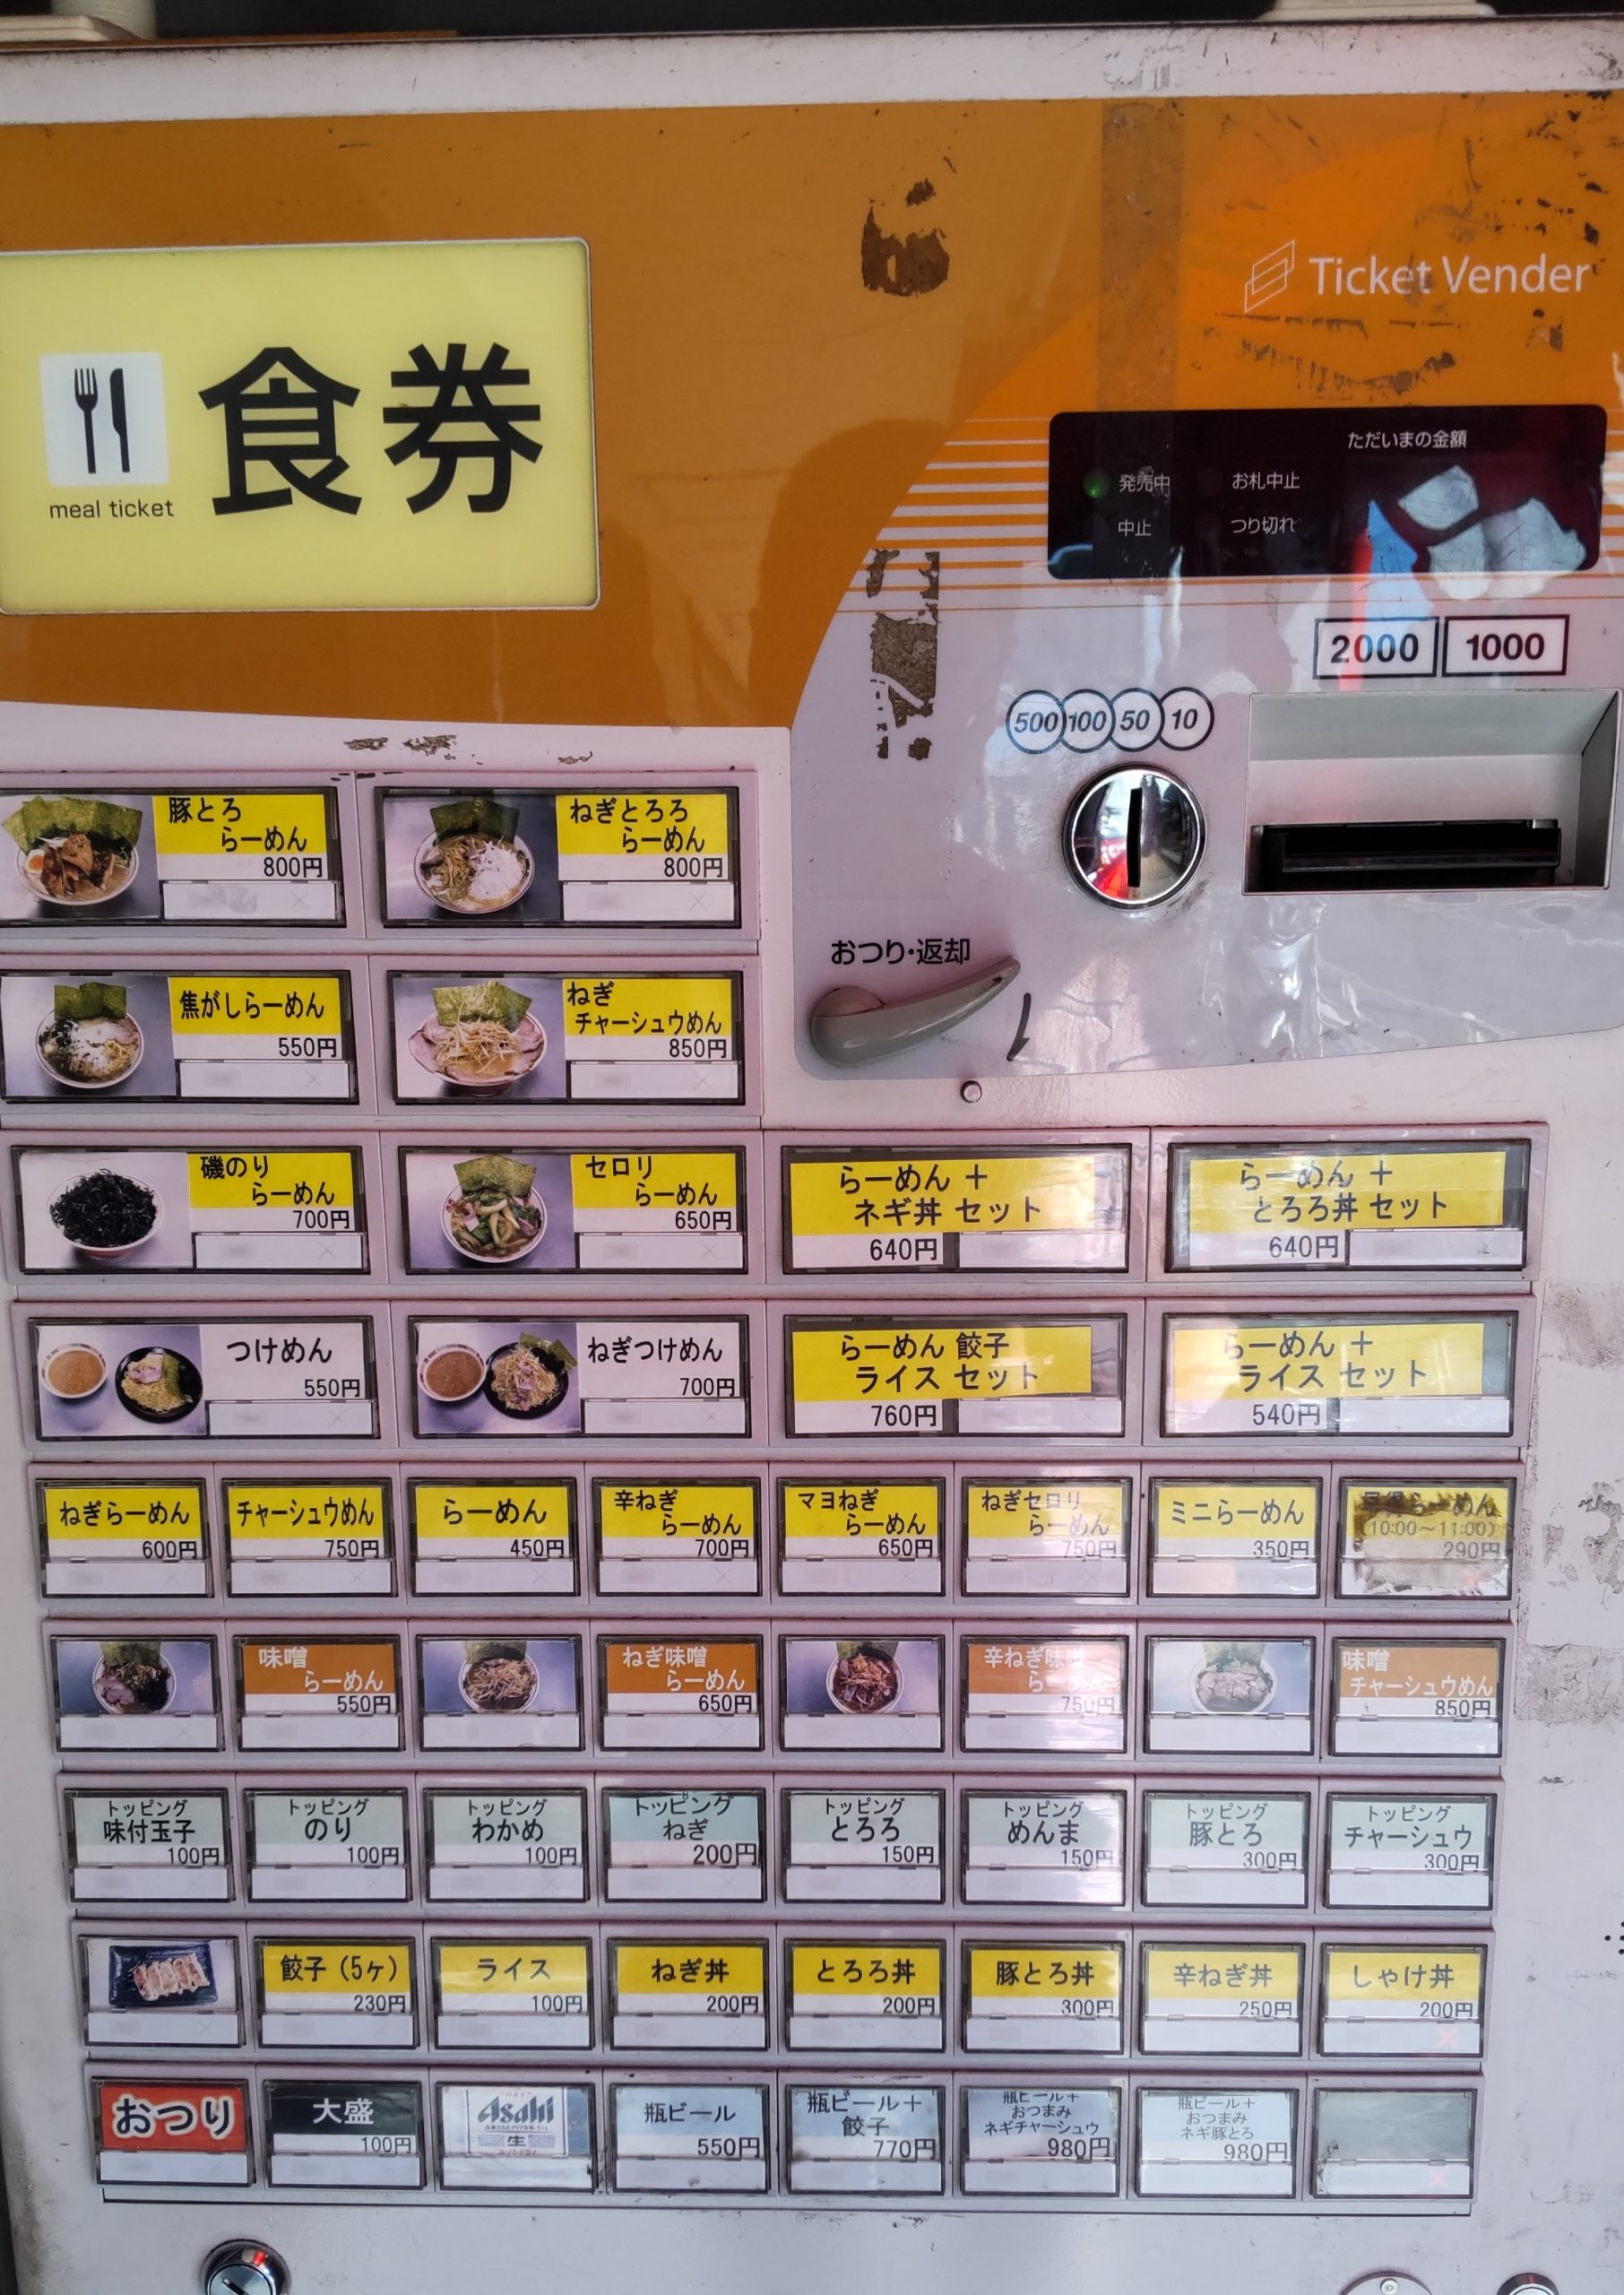 Ticket Vender
食券
meal ticket
ただいまの金額
発売中
お札中止
中止
つり切れ
2000
1000
500
100
50
10
おつり・返却
豚とろ
らーめん
800円
ねぎとろろ
らーめん
800円
焦がしらーめん
550円
ねぎ
チャーシュウめん
850円
磯のり
らーめん
700円
セロリ
らーめん
650円
らーめん ＋
ネギ丼 セット
640円
らーめん ＋
とろろ丼 セット
640円
つけめん
550円
ねぎつけめん
700円
らーめん 餃子
ライス セット
760円
らーめん ＋
ライス セット
540円
ねぎらーめん
600円
チャーシュウめん
750円
らーめん
450円
辛ねぎ
らーめん
700円
マヨねぎ
らーめん
650円
ねぎセロリ
らーめん
750円
ミニらーめん
350円
らーめん
(10:00～11:00)
290円
味噌
らーめん
550円
ねぎ味噌
らーめん
650円
辛ねぎ味噌
らーめん
750円
味噌
チャーシュウめん
850円
トッピング
味付玉子
100円
トッピング
のり
100円
トッピング
わかめ
100円
トッピング
ねぎ
200円
トッピング
とろろ
150円
トッピング
めんま
150円
トッピング
豚とろ
300円
トッピング
チャーシュウ
300円
餃子（5ヶ）
230円
ライス
100円
ねぎ丼
200円
とろろ丼
200円
豚とろ丼
300円
辛ねぎ丼
250円
しゃけ丼
200円
おつり
大盛
100円
Asahi
生
瓶ビール
550円
瓶ビール＋
餃子
770円
瓶ビール＋
おつまみ
ネギチャーシュウ
980円
瓶ビール＋
おつまみ
ネギ豚とろ
980円